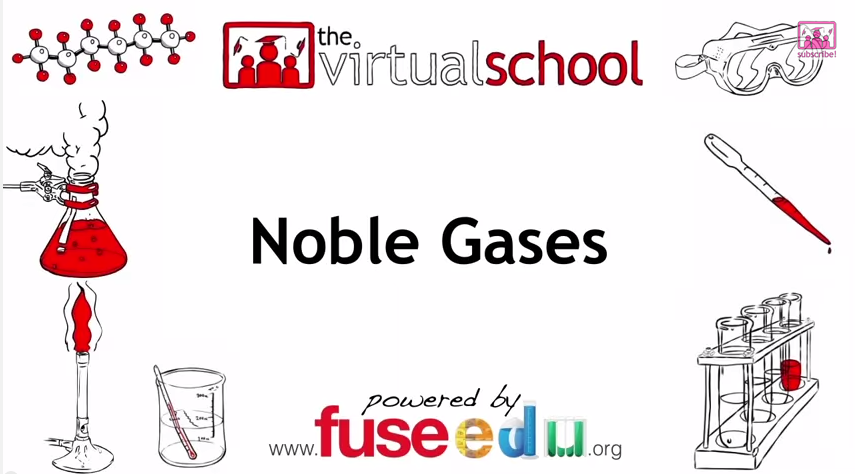 the
virtualschool
subscribe!
Noble Gases
powered by
www.fuseedu.org